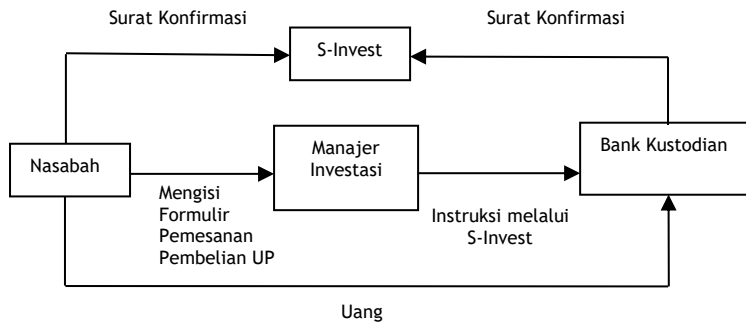 Surat Konfirmasi
Surat Konfirmasi
S-Invest
Nasabah
Manajer
Investasi
Bank Kustodian
Mengisi
Formulir
Pemesanan
Pembelian UP
Instruksi melalui
S-Invest
Uang